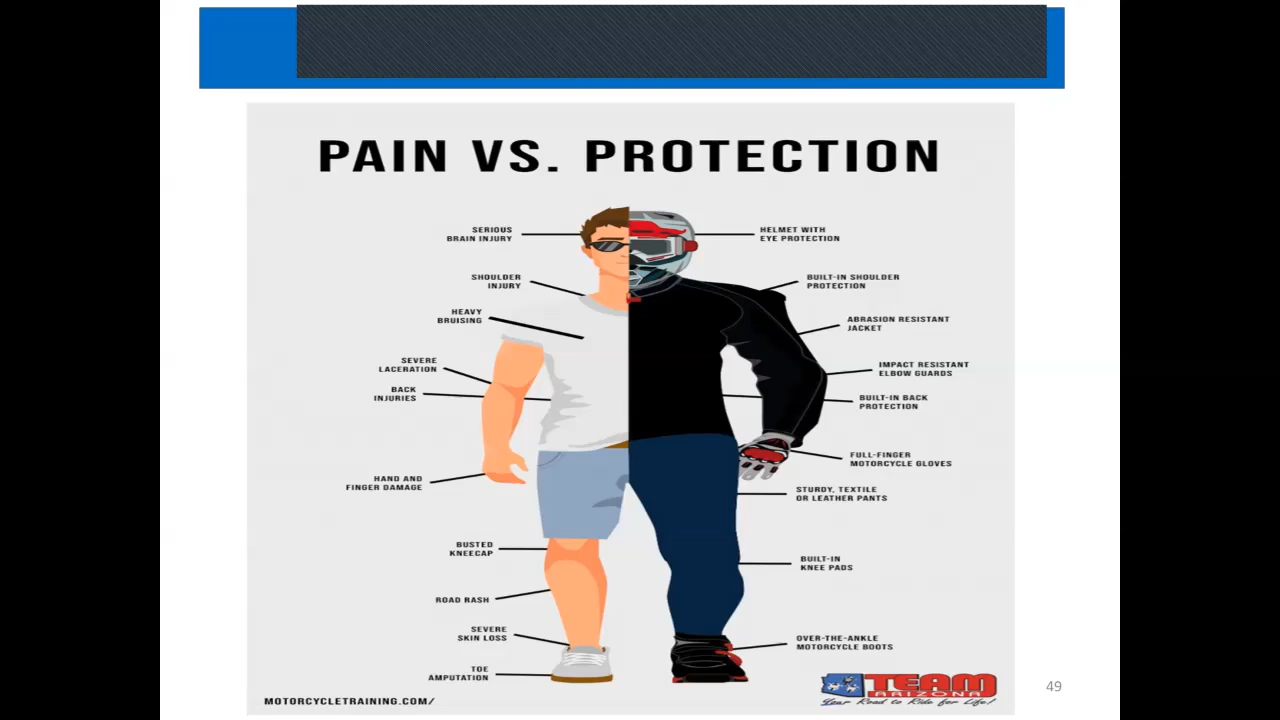 PAIN VS. PROTECTION
SERIOUS
BRAIN INJURY
SHOULDER
INJURY
HEAVY
BRUISING
SEVERE
LACERATION
BACK
INJURIES
HAND AND
FINGER DAMAGE
BUSTED
KNEECAP
ROAD RASH
SEVERE
SKIN LOSS
TOE
AMPUTATION
HELMET WITH
EYE PROTECTION
BUILT-IN SHOULDER
PROTECTION
ABRASION RESISTANT
JACKET
IMPACT RESISTANT
ELBOW GUARDS
BUILT-IN BACK
PROTECTION
FULL-FINGER
MOTORCYCLE GLOVES
STURDY, TEXTILE
OR LEATHER PANTS
BUILT-IN
KNEE PADS
OVER-THE-ANKLE
MOTORCYCLE BOOTS
MOTORCYCLETRAINING.COM/
TEAM
ARIZONA
Your Road to Ride for Life!
49